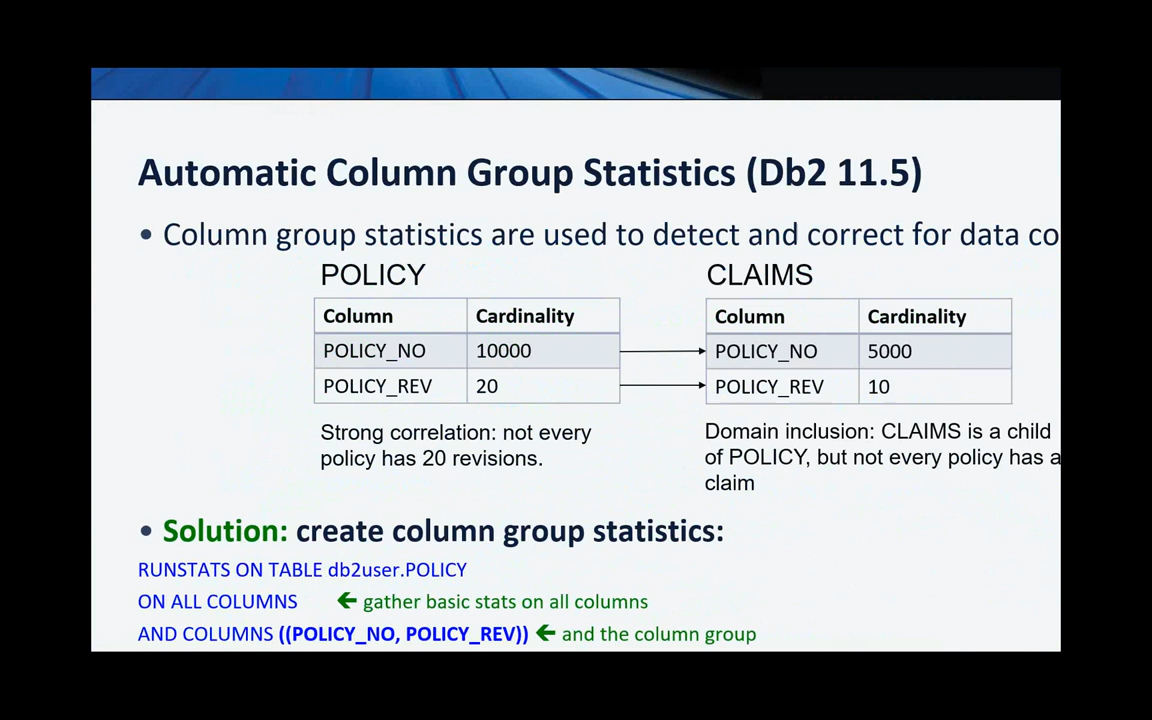 Automatic Column Group Statistics (Db2 11.5)
• Column group statistics are used to detect and correct for data co
POLICY
Column Cardinality
POLICY_NO 10000
POLICY_REV 20
Strong correlation: not every
policy has 20 revisions.
CLAIMS
Column Cardinality
POLICY_NO 5000
POLICY_REV 10
Domain inclusion: CLAIMS is a child
of POLICY, but not every policy has a
claim
• Solution: create column group statistics:
RUNSTATS ON TABLE db2user.POLICY
ON ALL COLUMNS ← gather basic stats on all columns
AND COLUMNS ((POLICY_NO, POLICY_REV)) ← and the column group